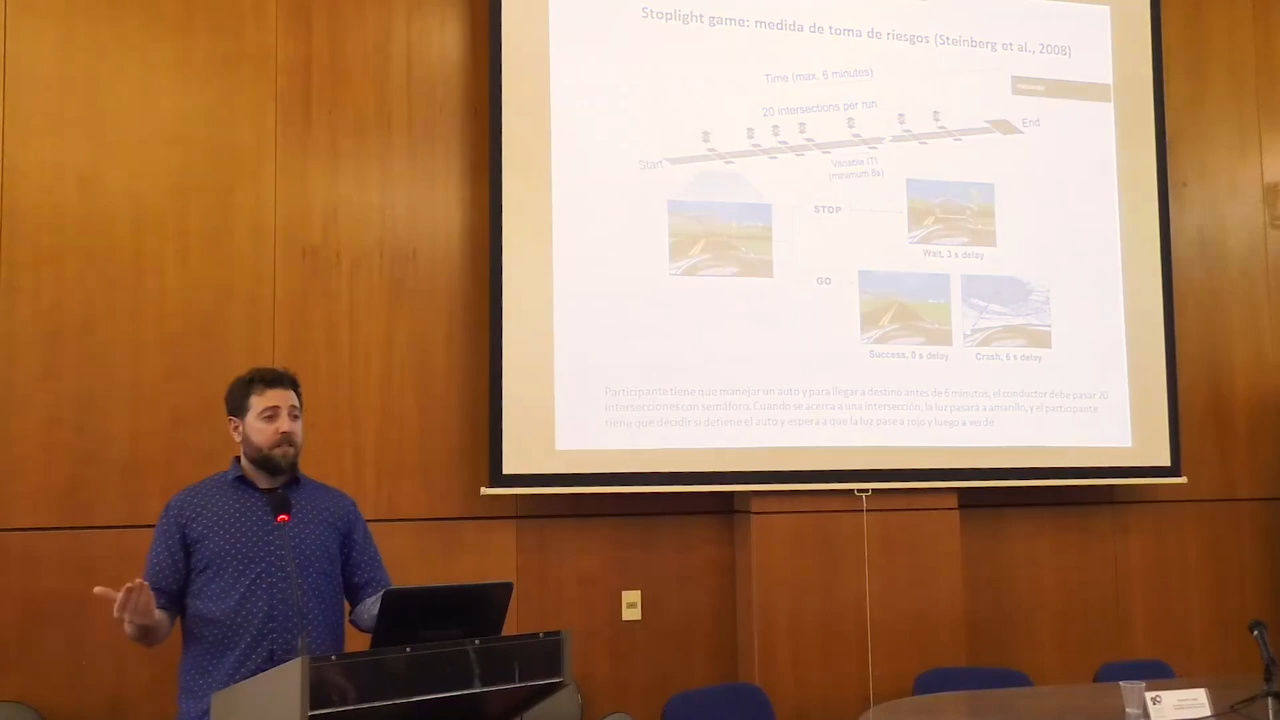 Stoplight game: medida de toma de riesgos (Steinberg et al., 2008)
Time (max. 6 minutes)
20 intersections per run
Start
End
Variable ITI
(minimum 8s)
STOP
Wait, 3 s delay
GO
Success, 0 s delay
Crash, 6 s delay
Participante tiene que manejar un auto y para llegar a destino antes de 6 minutos, el conductor debe pasar 20
intersecciones con semáforo. Cuando se acerca a una intersección, la luz pasará a amarillo, y el participante
tiene que decidir si detiene el auto y espera a que la luz pase a rojo y luego a verde